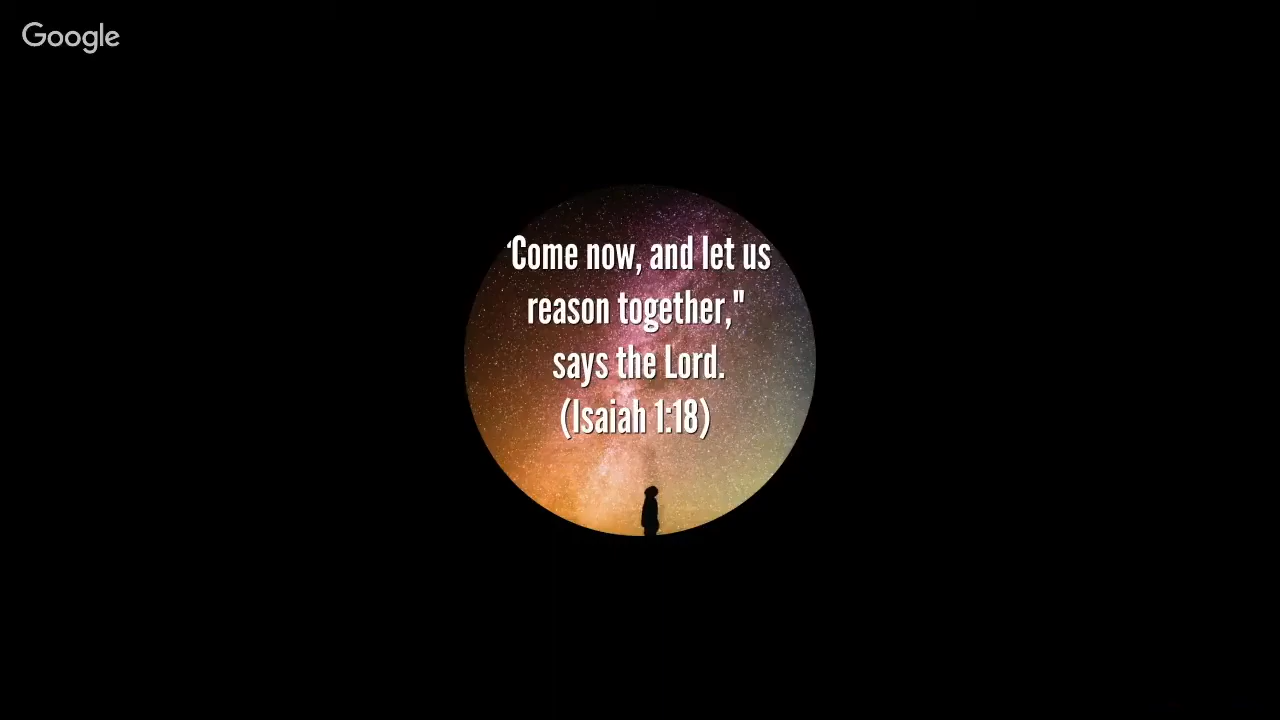 Google
"Come now, and let us
reason together,"
says the Lord.
(Isaiah 1:18)